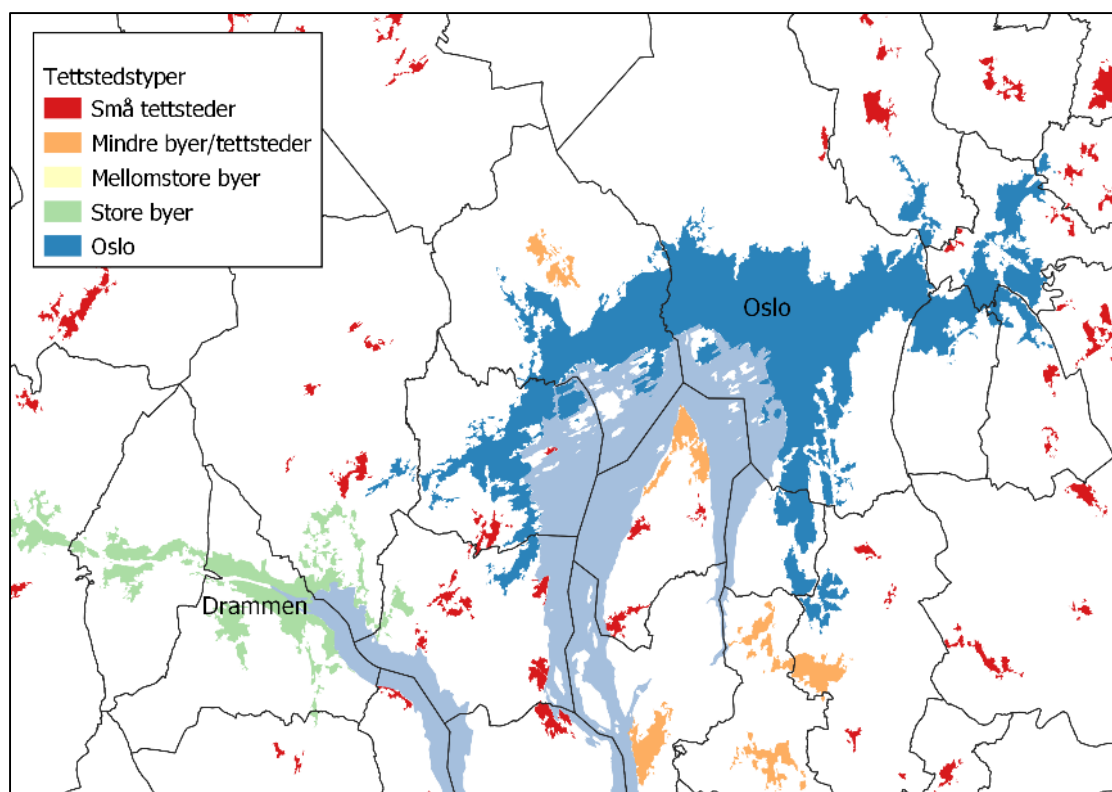 Tettstedstyper
Små tettsteder
Mindre byer/tettsteder
Mellomstore byer
Store byer
Oslo
Oslo
Drammen